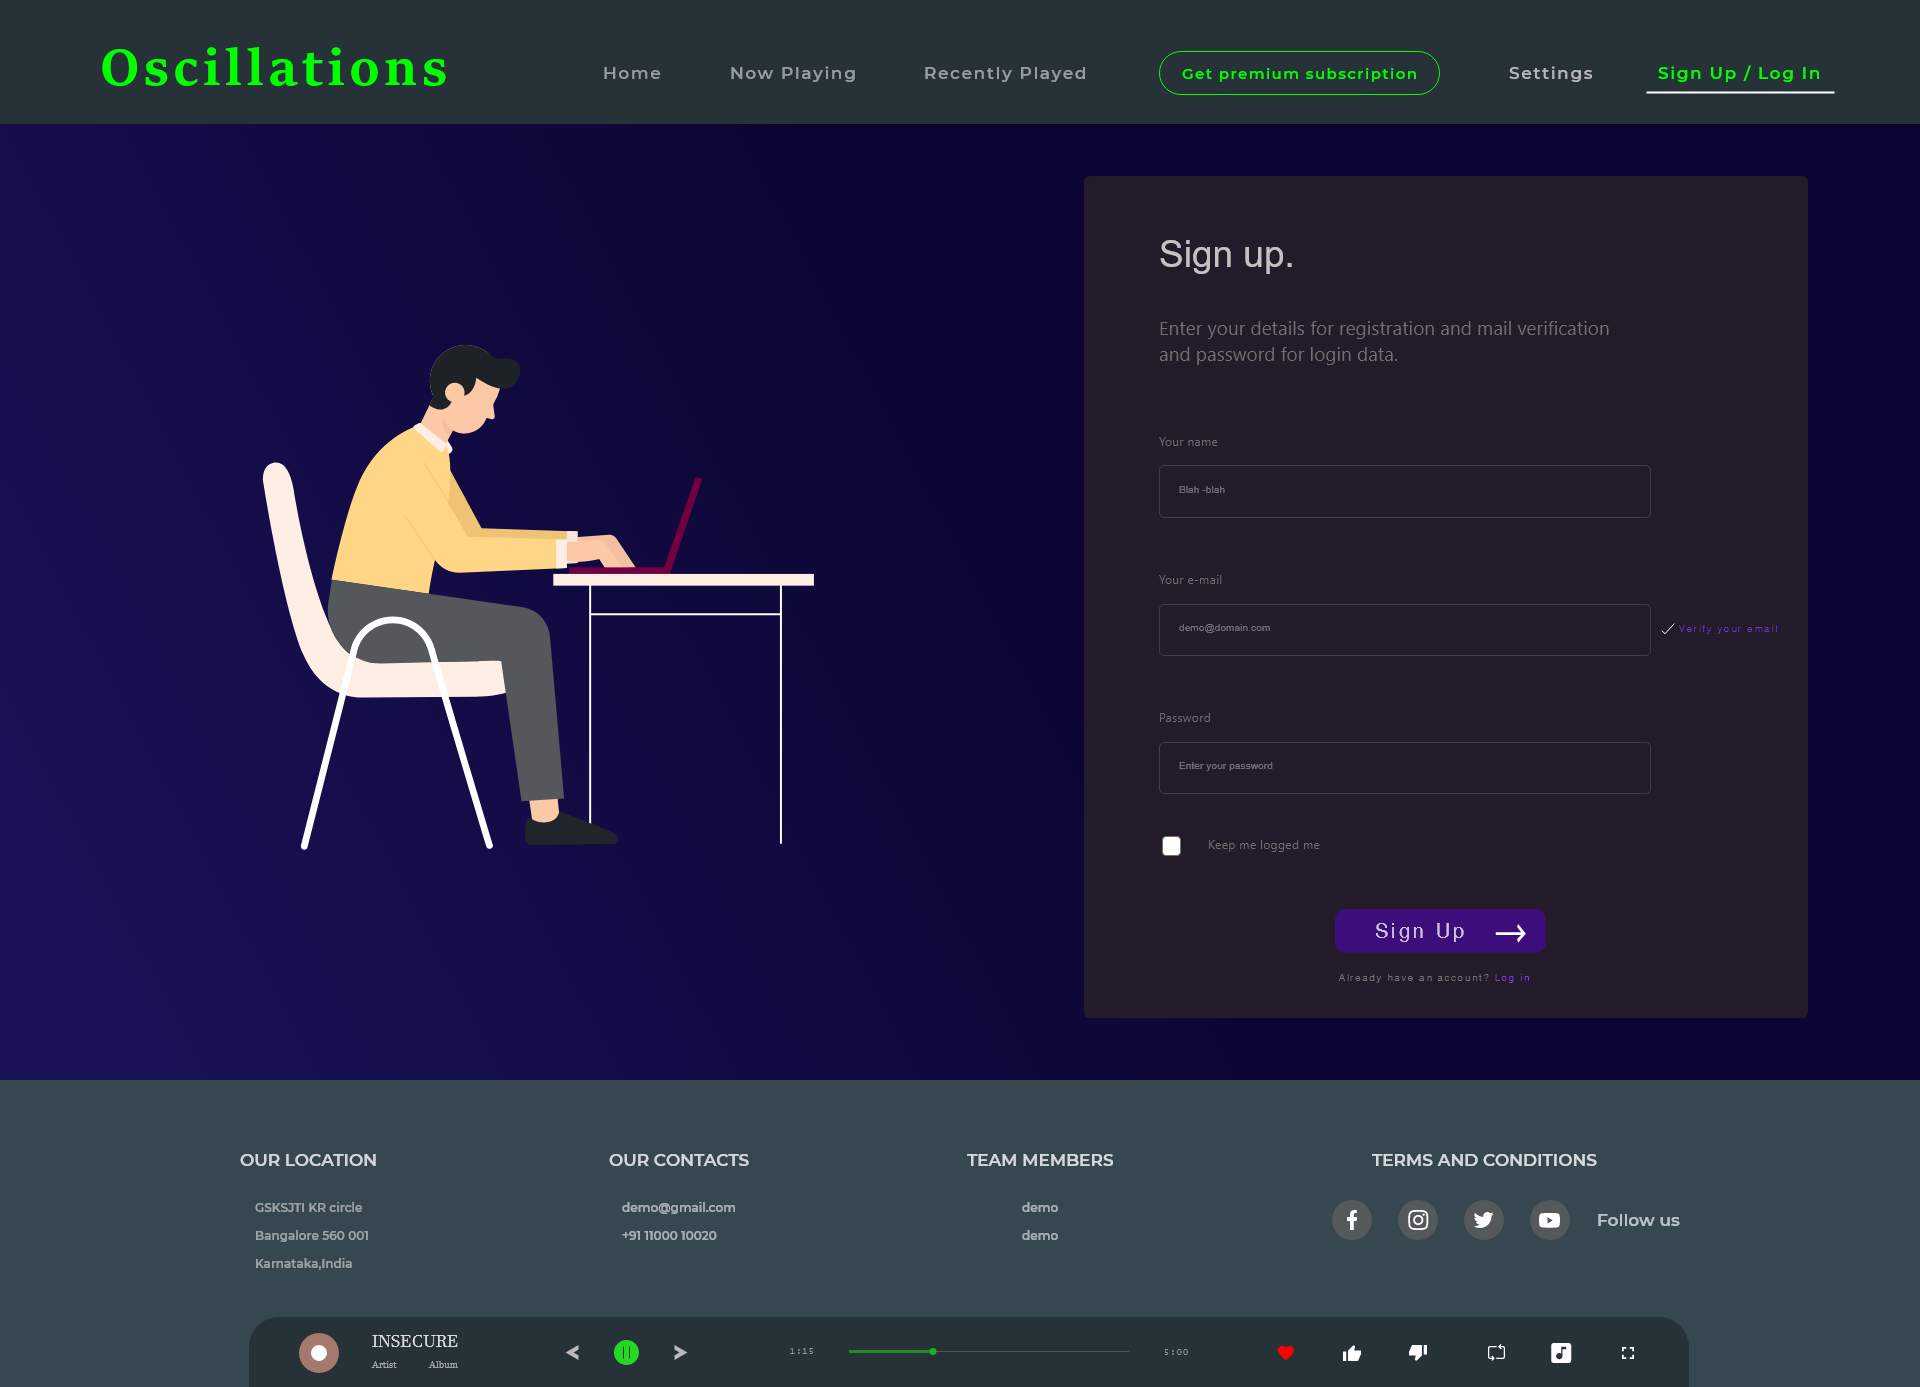 Oscillations
Home
Now Playing
Recently Played
Get premium subscription
Settings
Sign Up / Log In
Sign up.
Enter your details for registration and mail verification
and password for login data.
Your name
Blah -blah
Your e-mail
demo@domain.com
Verify your email
Password
Enter your password
Keep me logged me
Sign Up
Already have an account? Log in
OUR LOCATION
GSKSJTI KR circle
Bangalore 560 001
Karnataka,India
OUR CONTACTS
demo@gmail.com
+91 11000 10020
TEAM MEMBERS
demo
demo
TERMS AND CONDITIONS
Follow us
INSECURE
Artist Album
1:15
5:00